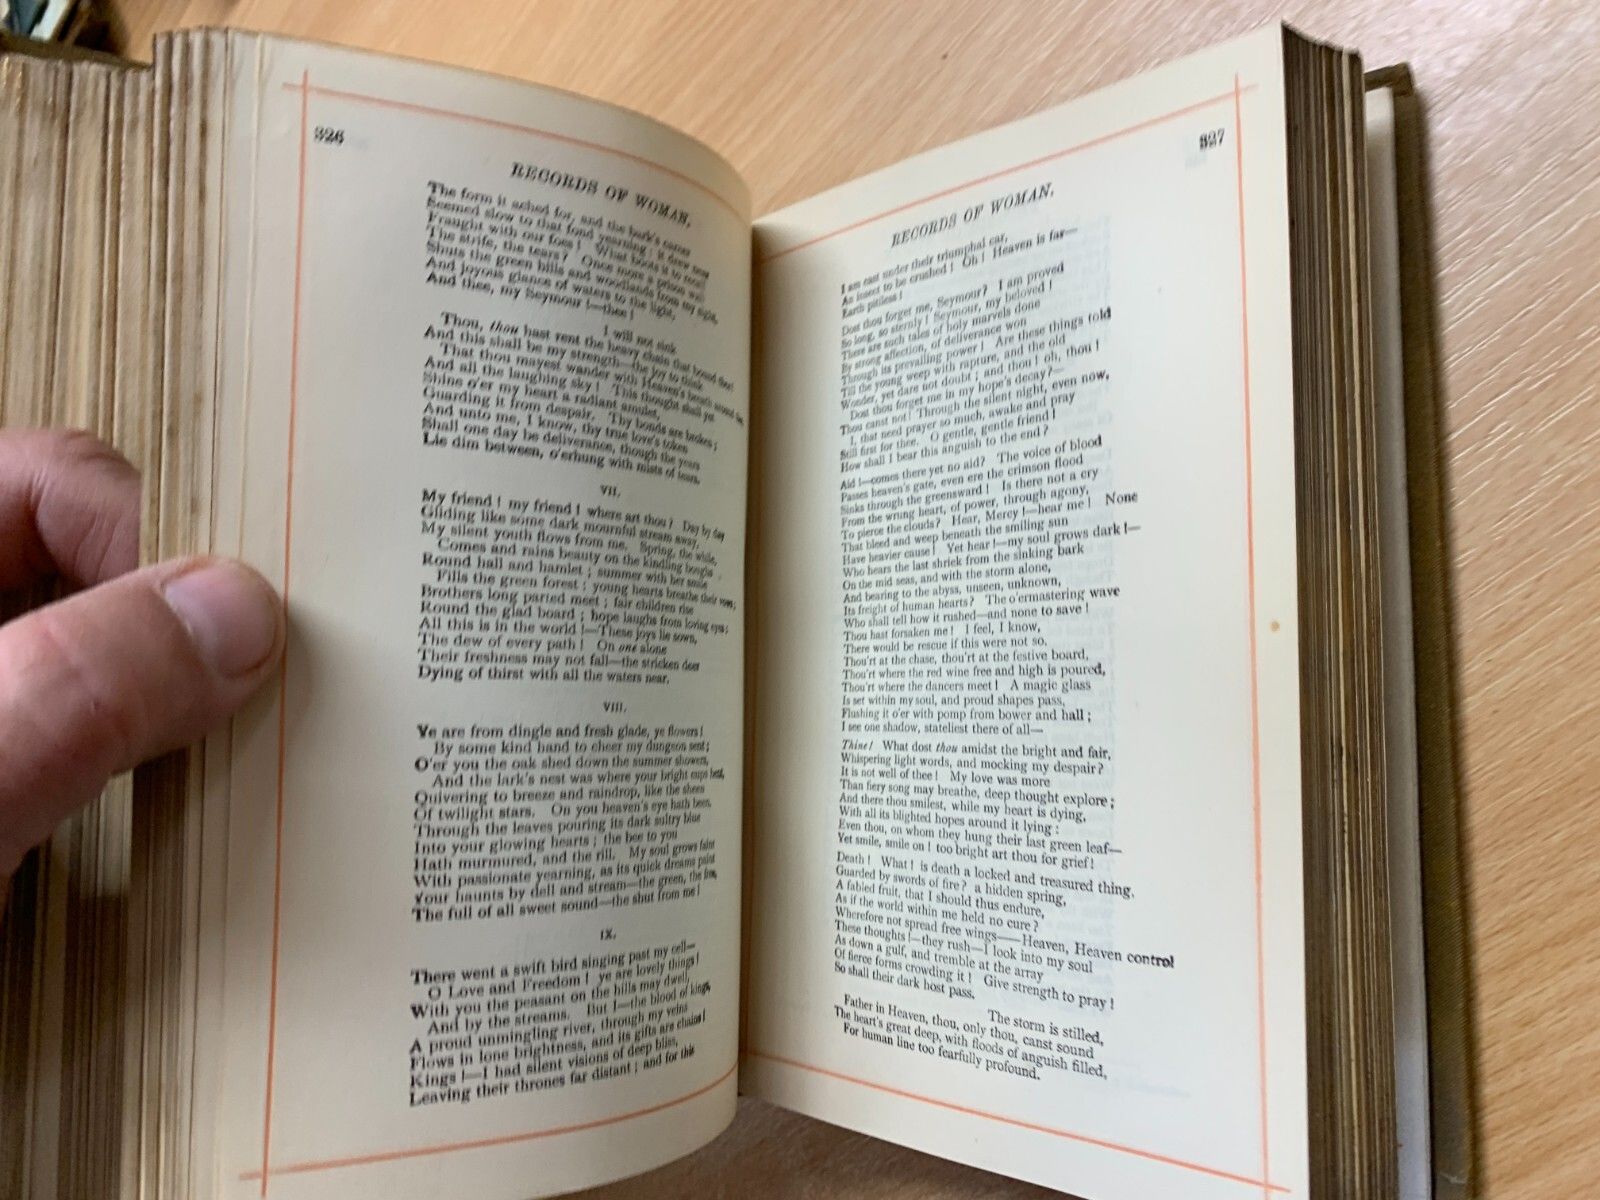 326
RECORDS OF WOMAN.
The form it ached for, and the bark's career
Seemed slow to that fond yearning: it drew near
Fraught with our foes! What boots it to recall
The strife, the tears? Once more a prison wall
Shuts the green hills and woodlands from my sight,
And joyous glance of waters to the light,
And thee, my Seymour!—thee!
I will not sink
Thou, thou hast rent the heavy chain that bound thee!
And this shall be my strength—the joy to think
That thou mayest wander with Heaven's breath around thee,
And all the laughing sky! This thought shall yet
Shine o'er my heart a radiant amulet,
Guarding it from despair. Thy bonds are broken;
And unto me, I know, thy true love's token
Shall one day be deliverance, though the years
Lie dim between, o'erhung with mists of tears.
VII.
My friend! my friend! where art thou? Day by day
Gliding like some dark mournful stream away,
My silent youth flows from me. Spring, the while,
Comes and rains beauty on the kindling boughs
Round hall and hamlet; summer with her smile
Fills the green forest; young hearts breathe their vows;
Brothers long parted meet; fair children rise
Round the glad board; hope laughs from loving eyes;
All this is in the world!—These joys lie sown,
The dew of every path! On one alone
Their freshness may not fall—the stricken deer
Dying of thirst with all the waters near.
VIII.
Ye are from dingle and fresh glade, ye flowers!
By some kind hand to cheer my dungeon sent;
O'er you the oak shed down the summer showers,
And the lark's nest was where your bright cups bent,
Quivering to breeze and raindrop, like the sheen
Of twilight stars. On you heaven's eye hath been,
Through the leaves pouring its dark sultry blue
Into your glowing hearts; the bee to you
Hath murmured, and the rill. My soul grows faint
With passionate yearning, as its quick dreams paint
Your haunts by dell and stream—the green, the free,
The full of all sweet sound—the shut from me!
IX.
There went a swift bird singing past my cell—
O Love and Freedom! ye are lovely things!
With you the peasant on the hills may dwell,
And by the streams. But I—the blood of kings,
A proud unmingling river, through my veins
Flows in lone brightness, and its gifts are chains!
Kings!—I had silent visions of deep bliss,
Leaving their thrones far distant; and for this
327
RECORDS OF WOMAN.
I am cast under their triumphal car,
An insect to be crushed! Oh! Heaven is far—
Earth pitiless!
Dost thou forget me, Seymour? I am proved
So long, so sternly! Seymour, my beloved!
There are such tales of holy marvels done
By strong affection, of deliverance won
Through its prevailing power! Are these things told
Till the young weep with rapture, and the old
Wonder, yet dare not doubt; and thou! oh, thou!
Dost thou forget me in my hope's decay?—
Thou canst not! Through the silent night, even now,
I, that need prayer so much, awake and pray
Still first for thee. O gentle, gentle friend!
How shall I bear this anguish to the end?
Aid!—comes there yet no aid? The voice of blood
Passes heaven's gate, even ere the crimson flood
Sinks through the greensward! Is there not a cry
From the wrung heart, of power, through agony,
To pierce the clouds? Hear, Mercy!—hear me! None
That bleed and weep beneath the smiling sun
Have heavier cause! Yet hear!—my soul grows dark!—
Who hears the last shriek from the sinking bark
On the mid seas, and with the storm alone,
And bearing to the abyss, unseen, unknown,
Its freight of human hearts? The o'ermastering wave
Who shall tell how it rushed—and none to save!
Thou hast forsaken me! I feel, I know,
There would be rescue if this were not so.
Thou'rt at the chase, thou'rt at the festive board,
Thou'rt where the red wine free and high is poured,
Thou'rt where the dancers meet! A magic glass
Is set within my soul, and proud shapes pass,
Flushing it o'er with pomp from bower and hall;
I see one shadow, stateliest there of all—
Thine! What dost thou amidst the bright and fair,
Whispering light words, and mocking my despair?
It is not well of thee! My love was more
Than fiery song may breathe, deep thought explore;
And there thou smilest, while my heart is dying,
With all its blighted hopes around it lying:
Even thou, on whom they hung their last green leaf—
Yet smile, smile on! too bright art thou for grief!
Death! What! is death a locked and treasured thing,
Guarded by swords of fire? a hidden spring,
A fabled fruit, that I should thus endure,
As if the world within me held no cure?
Wherefore not spread free wings——Heaven, Heaven control
These thoughts!—they rush—I look into my soul
As down a gulf, and tremble at the array
Of fierce forms crowding it! Give strength to pray!
So shall their dark host pass.
The storm is stilled,
Father in Heaven, thou, only thou, canst sound
The heart's great deep, with floods of anguish filled,
For human line too fearfully profound.